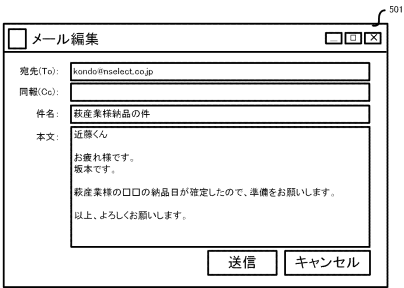 501
メール編集
宛先(To): kondo@nselect.co.jp
同報(Cc):
件名: 萩産業様納品の件
本文: 近藤くん
お疲れ様です。
坂本です。
萩産業様の口口の納品日が確定したので、準備をお願いします。
以上、よろしくお願いします。
送信 キャンセル